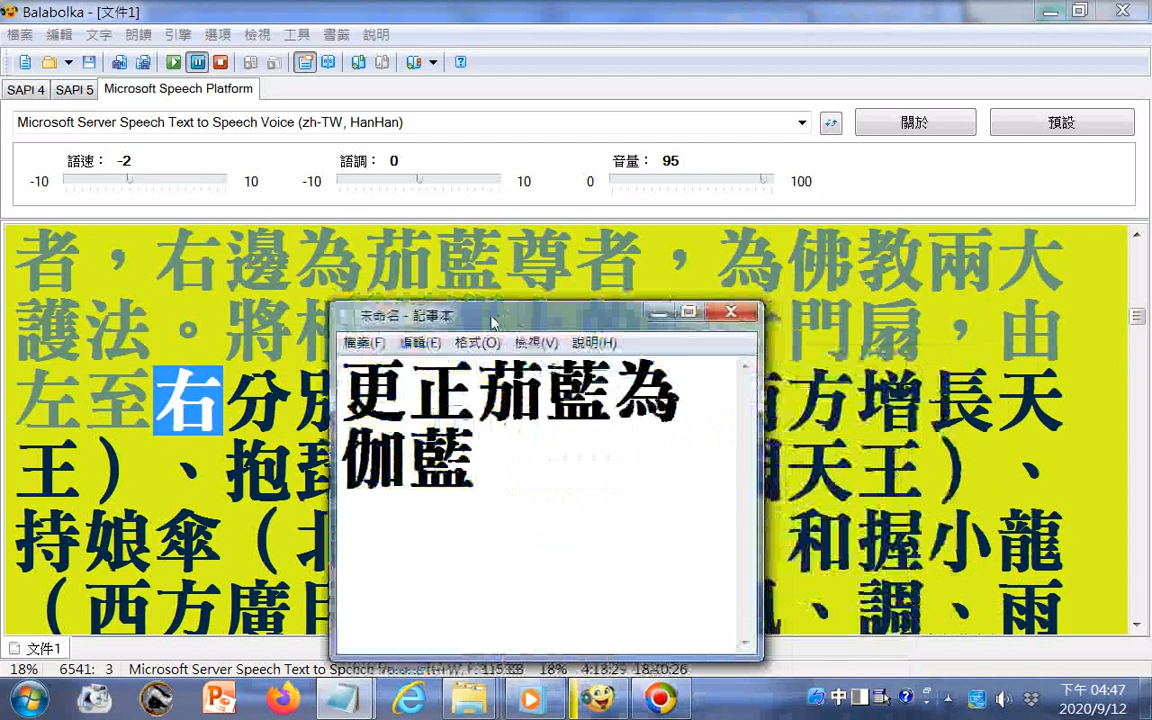 Balabolka - [文件1]
檔案 編輯 文字 朗讀 引擎 選項 檢視 工具 書籤 說明
SAPI 4 SAPI 5 Microsoft Speech Platform
Microsoft Server Speech Text to Speech Voice (zh-TW, HanHan)
關於 預設
語速： -2 語調： 0 音量： 95
-10 10 -10 10 0 100
者，右邊為茄藍尊者，為佛教兩大
護法。將 門扇，由
左至右分 方增長天
王）、抱 天王）、
持娘傘（ 和握小龍
（西方廣 、調、雨
未命名 - 記事本
檔案(F) 編輯(E) 格式(O) 檢視(V) 說明(H)
更正茄藍為
伽藍
文件1
18% 6541: 3 Microsoft Server Speech Text to 18%
中
下午 04:47
2020/9/12